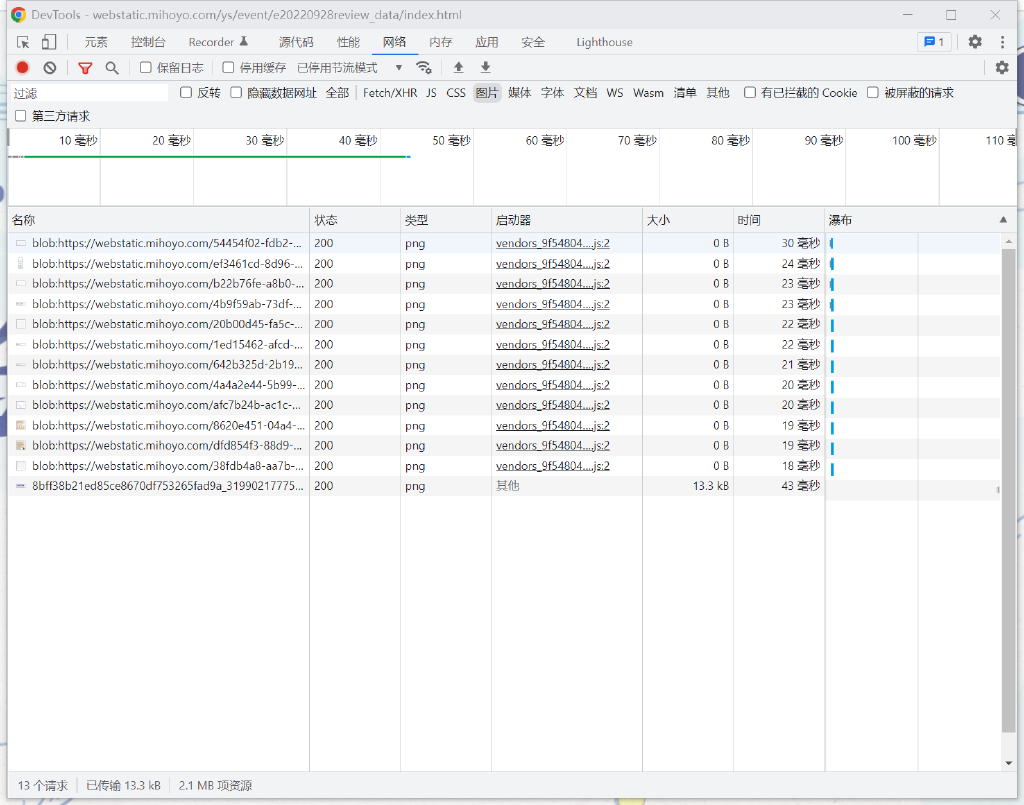 DevTools - webstatic.mihoyo.com/ys/event/e20220928review_data/index.html
元素 控制台 Recorder 源代码 性能 网络 内存 应用 安全 Lighthouse 1
保留日志 停用缓存 已停用节流模式
过滤 反转 隐藏数据网址 全部 Fetch/XHR JS CSS 图片 媒体 字体 文档 WS Wasm 清单 其他 有已拦截的 Cookie 被屏蔽的请求
第三方请求
10 毫秒 20 毫秒 30 毫秒 40 毫秒 50 毫秒 60 毫秒 70 毫秒 80 毫秒 90 毫秒 100 毫秒 110 毫
名称 状态 类型 启动器 大小 时间 瀑布
blob:https://webstatic.mihoyo.com/54454f02-fdb2-... 200 png vendors_9f54804....js:2 0 B 30 毫秒
blob:https://webstatic.mihoyo.com/ef3461cd-8d96-... 200 png vendors_9f54804....js:2 0 B 24 毫秒
blob:https://webstatic.mihoyo.com/b22b76fe-a8b0-... 200 png vendors_9f54804....js:2 0 B 23 毫秒
blob:https://webstatic.mihoyo.com/4b9f59ab-73df-... 200 png vendors_9f54804....js:2 0 B 23 毫秒
blob:https://webstatic.mihoyo.com/20b00d45-fa5c-... 200 png vendors_9f54804....js:2 0 B 22 毫秒
blob:https://webstatic.mihoyo.com/1ed15462-afcd-... 200 png vendors_9f54804....js:2 0 B 22 毫秒
blob:https://webstatic.mihoyo.com/642b325d-2b19... 200 png vendors_9f54804....js:2 0 B 21 毫秒
blob:https://webstatic.mihoyo.com/4a4a2e44-5b99-... 200 png vendors_9f54804....js:2 0 B 20 毫秒
blob:https://webstatic.mihoyo.com/afc7b24b-ac1c-... 200 png vendors_9f54804....js:2 0 B 20 毫秒
blob:https://webstatic.mihoyo.com/8620e451-04a4-... 200 png vendors_9f54804....js:2 0 B 19 毫秒
blob:https://webstatic.mihoyo.com/dfd854f3-88d9-... 200 png vendors_9f54804....js:2 0 B 19 毫秒
blob:https://webstatic.mihoyo.com/38fdb4a8-aa7b-... 200 png vendors_9f54804....js:2 0 B 18 毫秒
8bff38b21ed85ce8670df753265fad9a_31990217775... 200 png 其他 13.3 kB 43 毫秒
13 个请求 已传输 13.3 kB 2.1 MB 项资源